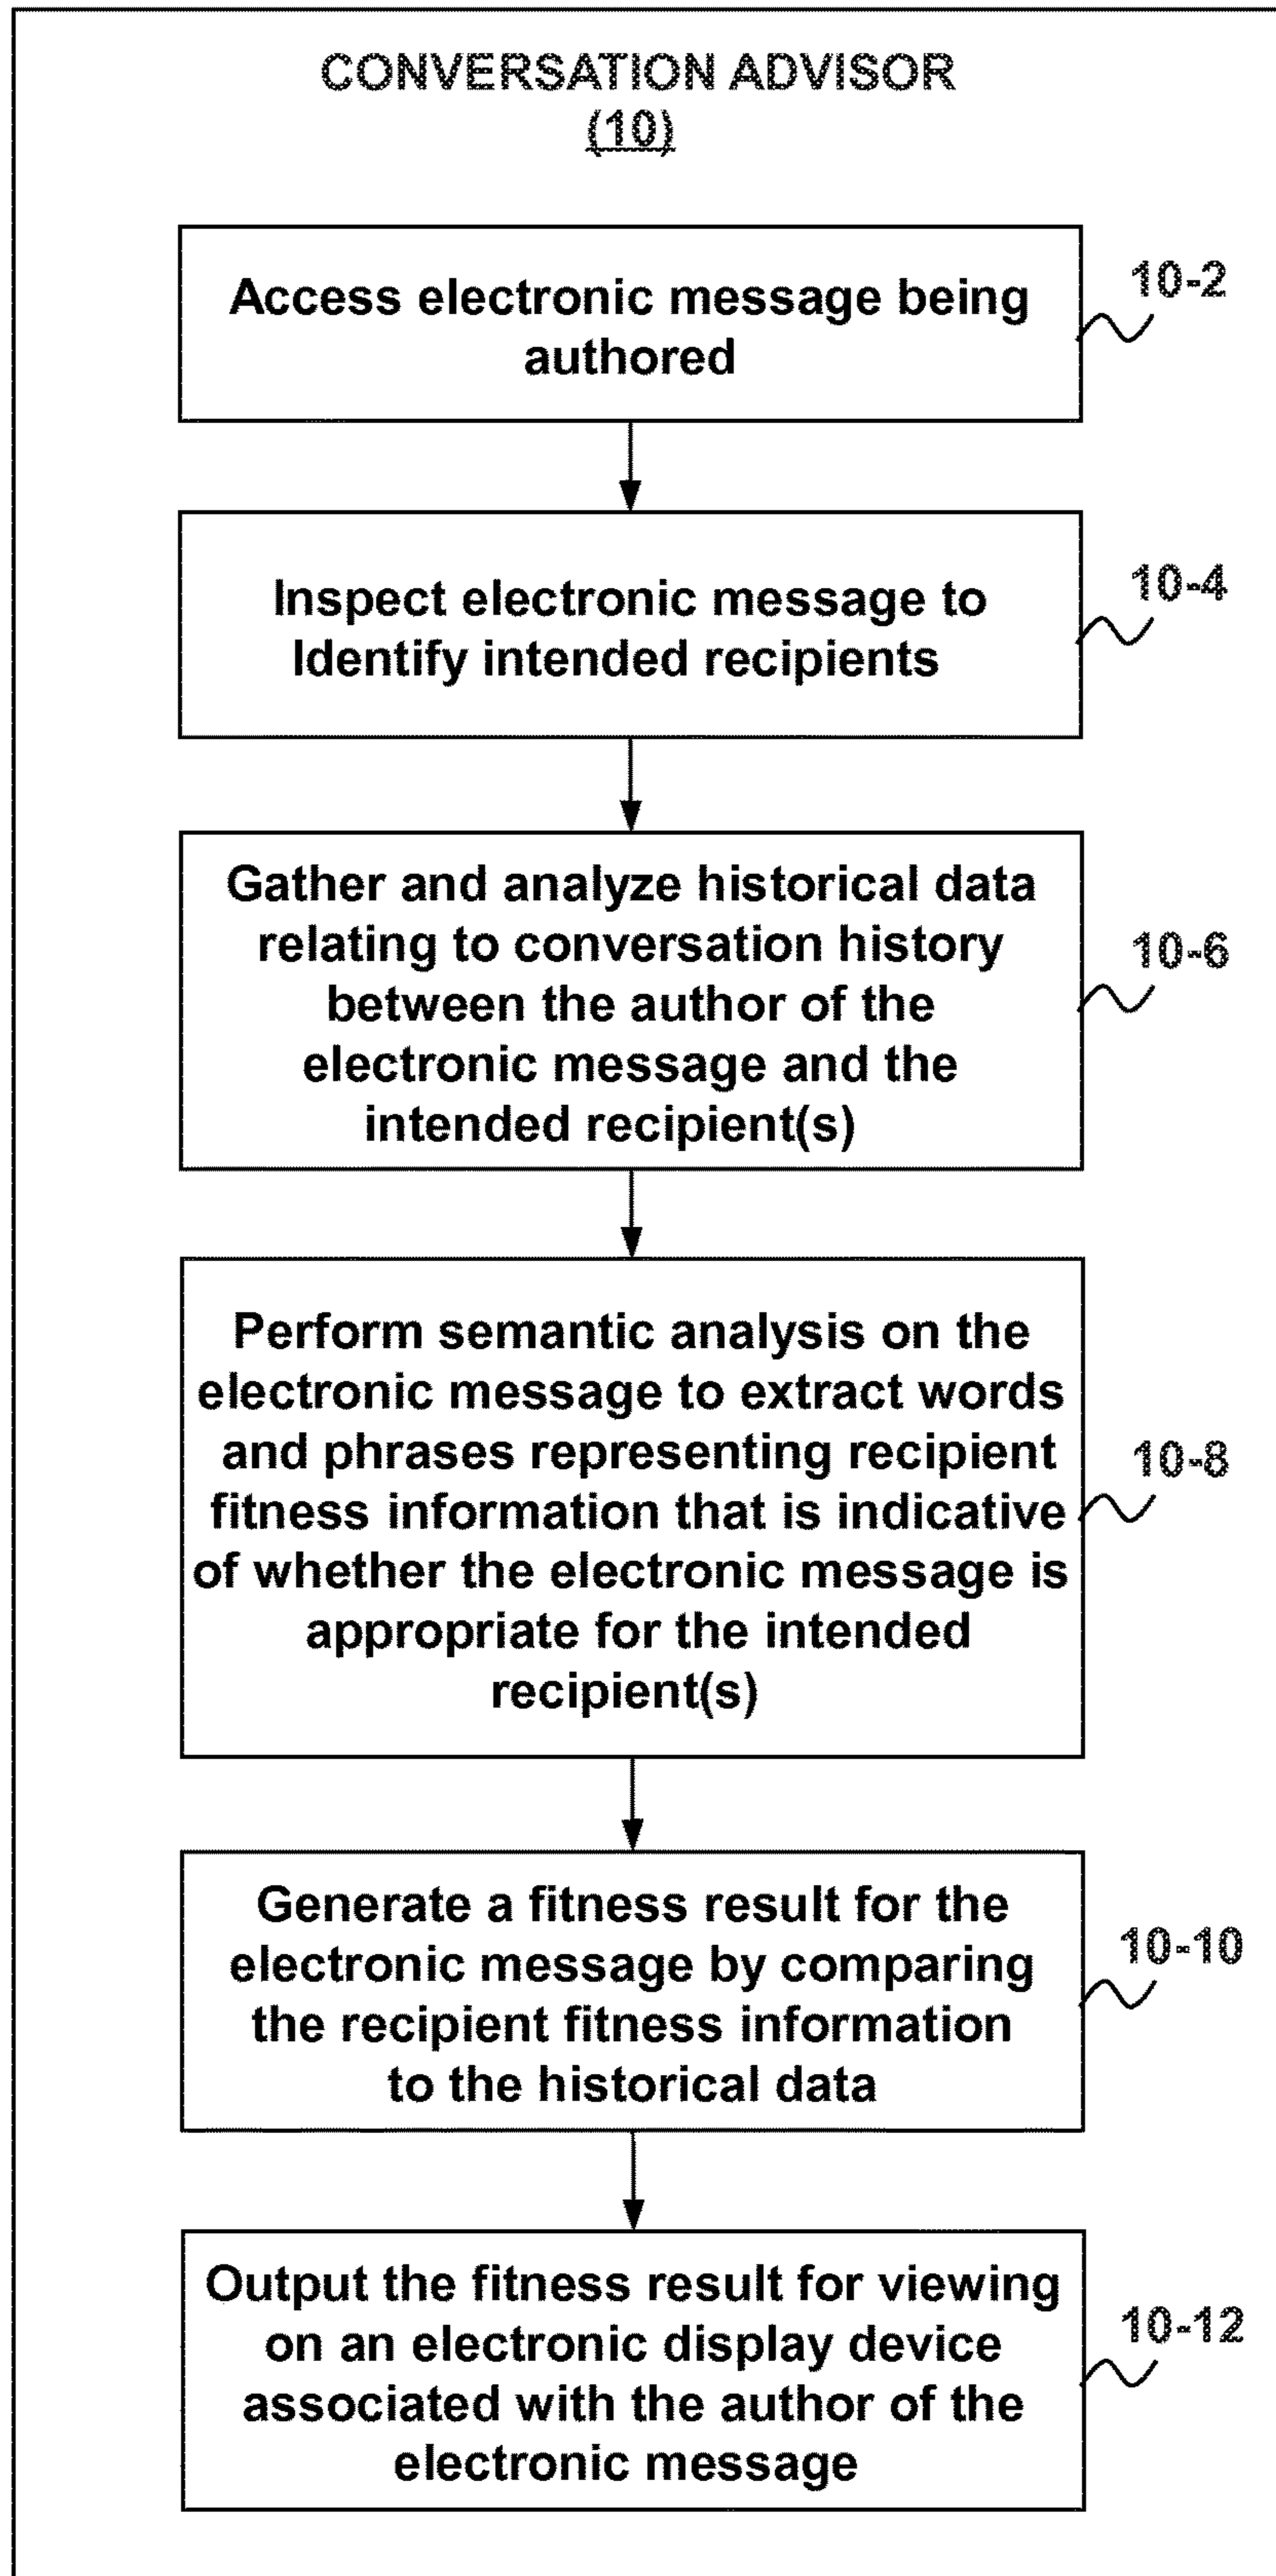 CONVERSATION ADVISOR
(10)
Access electronic message being
authored
10-2
Inspect electronic message to
Identify intended recipients
10-4
Gather and analyze historical data
relating to conversation history
between the author of the
electronic message and the
intended recipient(s)
10-6
Perform semantic analysis on the
electronic message to extract words
and phrases representing recipient
fitness information that is indicative
of whether the electronic message is
appropriate for the intended
recipient(s)
10-8
Generate a fitness result for the
electronic message by comparing
the recipient fitness information
to the historical data
10-10
Output the fitness result for viewing
on an electronic display device
associated with the author of the
electronic message
10-12